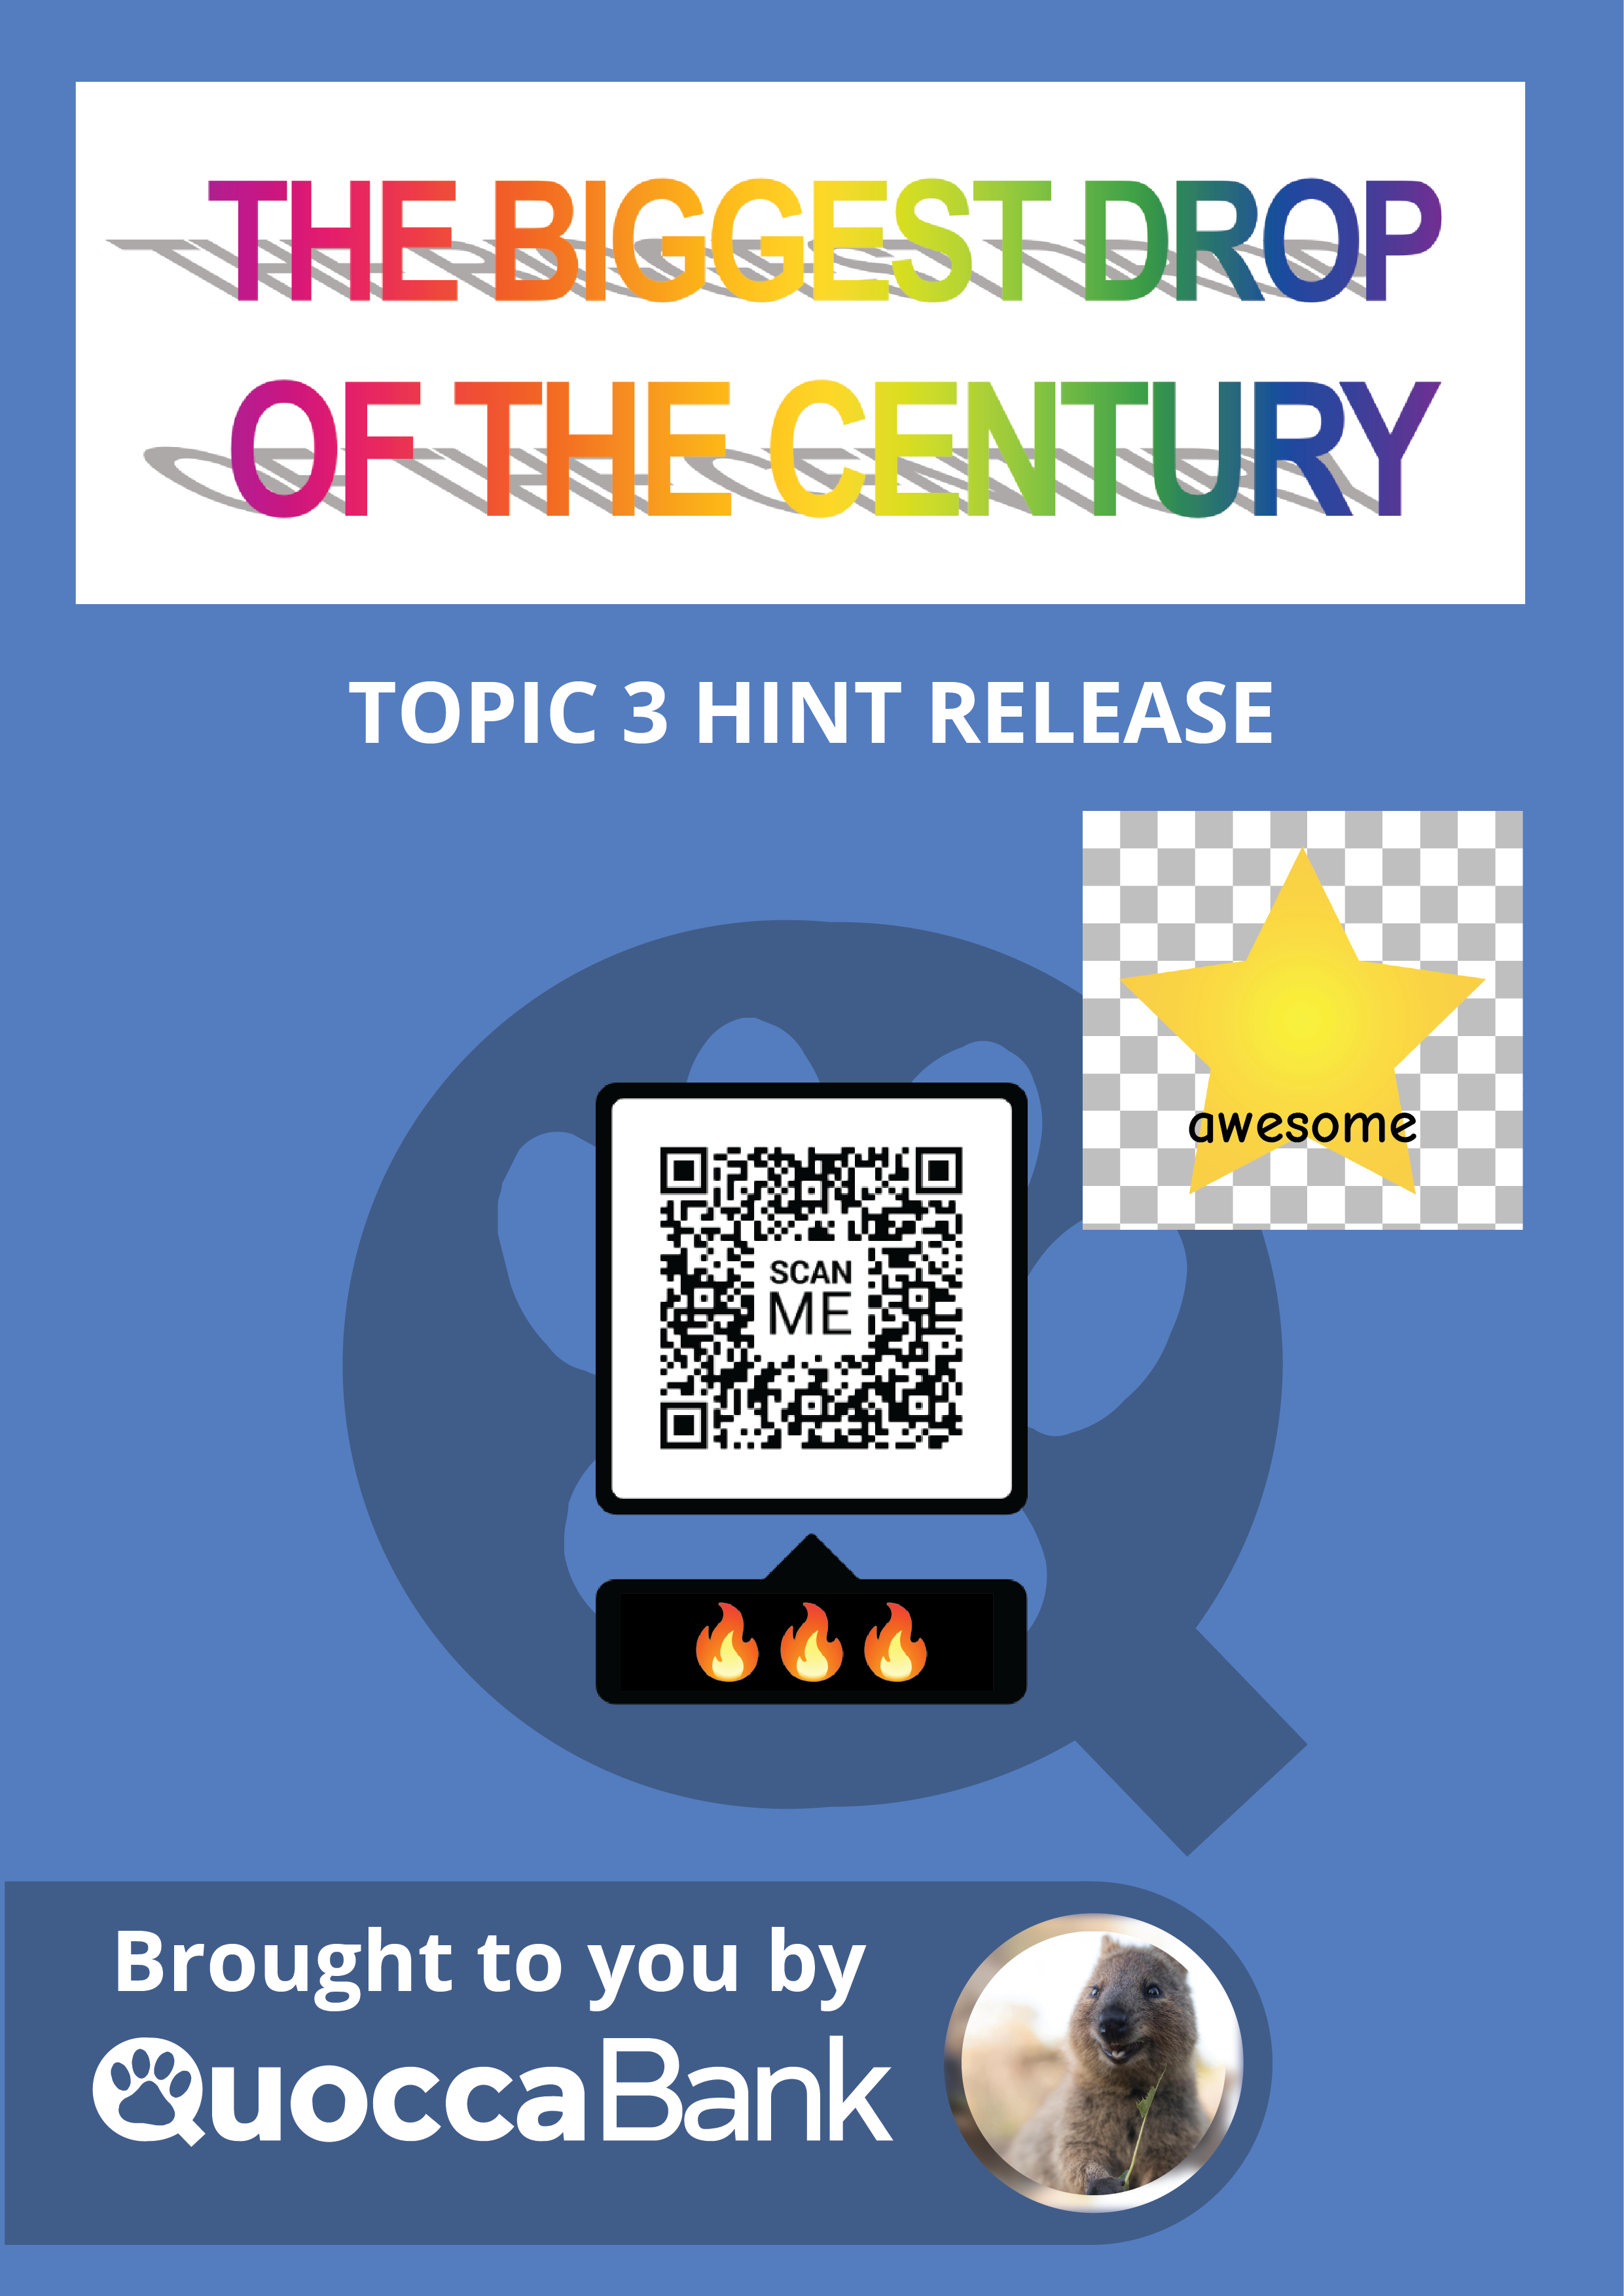 THE BIGGEST DROP
OF THE CENTURY
TOPIC 3 HINT RELEASE
awesome
SCAN
ME
Brought to you by
QuoccaBank